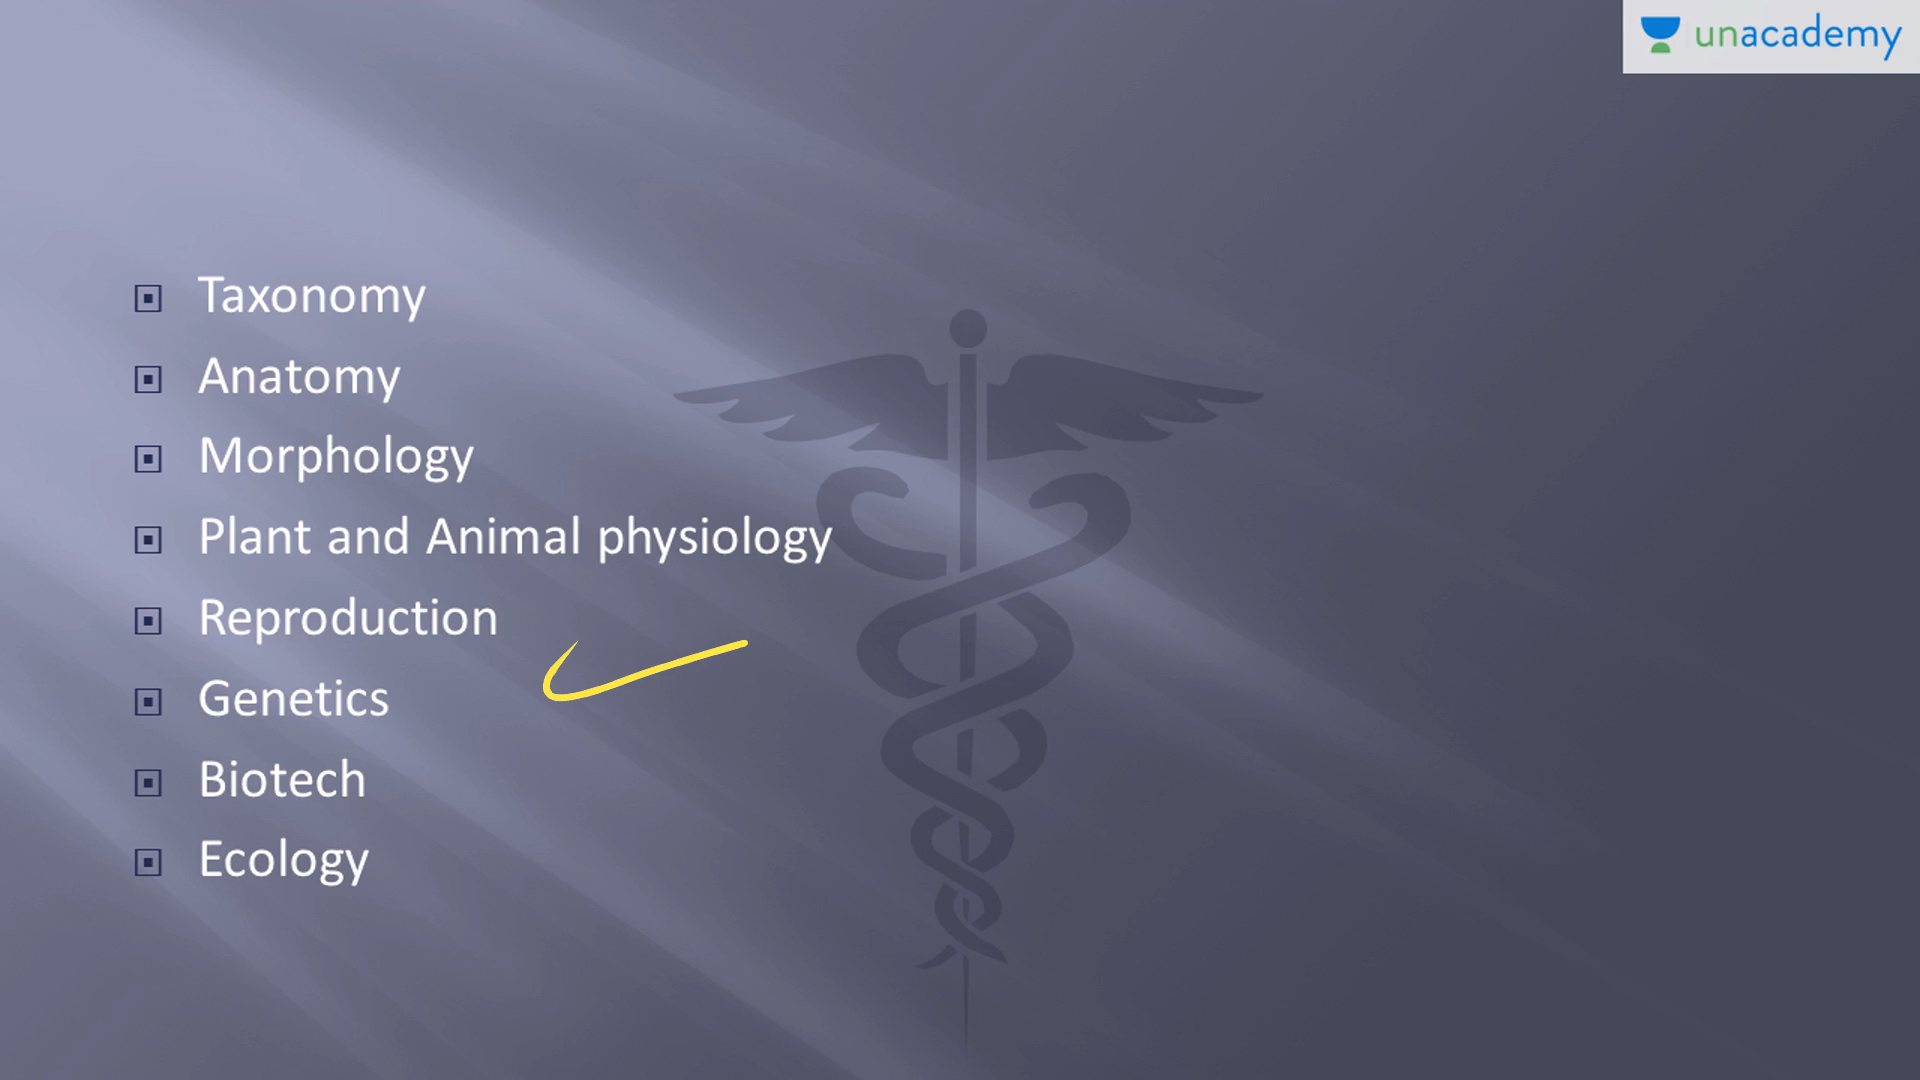 unacademy
Taxonomy
Anatomy
Morphology
Plant and Animal physiology
Reproduction
Genetics
Biotech
Ecology